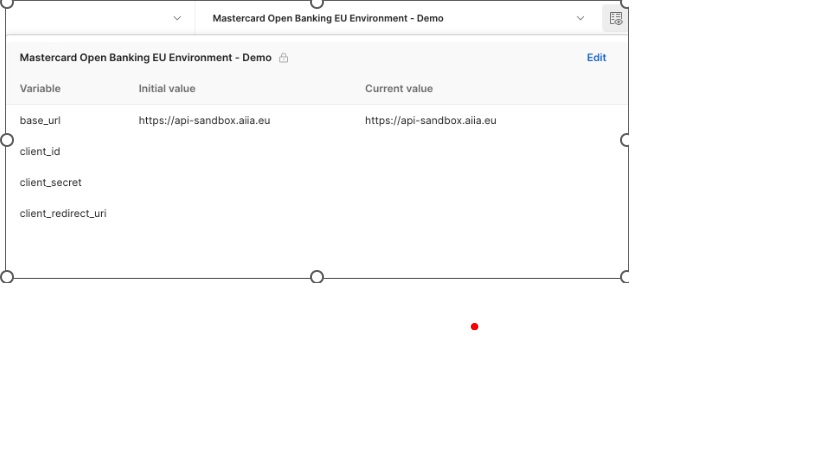 Mastercard Open Banking EU Environment - Demo
Mastercard Open Banking EU Environment - Demo Edit
Variable Initial value Current value
base_url https://api-sandbox.aiia.eu https://api-sandbox.aiia.eu
client_id
client_secret
client_redirect_uri